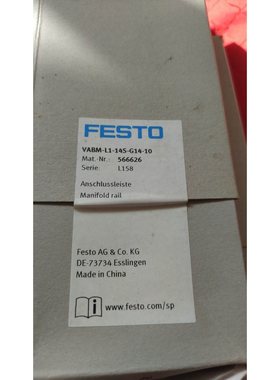 FESTO
VABM-L1-14S-G14-10
Mat.-Nr.: 566626
Serie: L158
Anschlussleiste
Manifold rail
Festo AG & Co. KG
DE-73734 Esslingen
Made in China
www.festo.com/sp